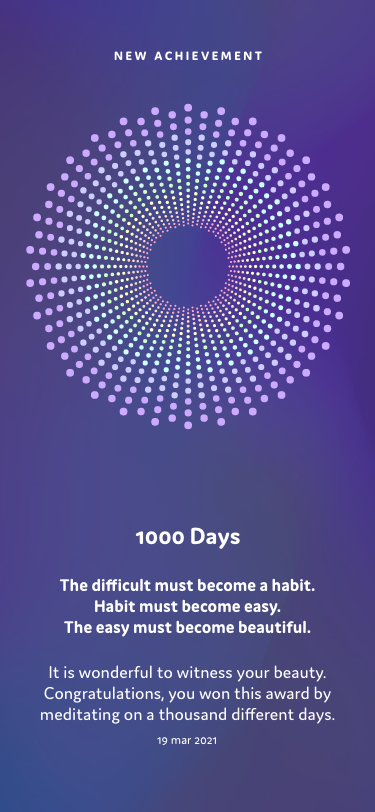 NEW ACHIEVEMENT
1000 Days
The difficult must become a habit.
Habit must become easy.
The easy must become beautiful.
It is wonderful to witness your beauty.
Congratulations, you won this award by
meditating on a thousand different days.
19 mar 2021